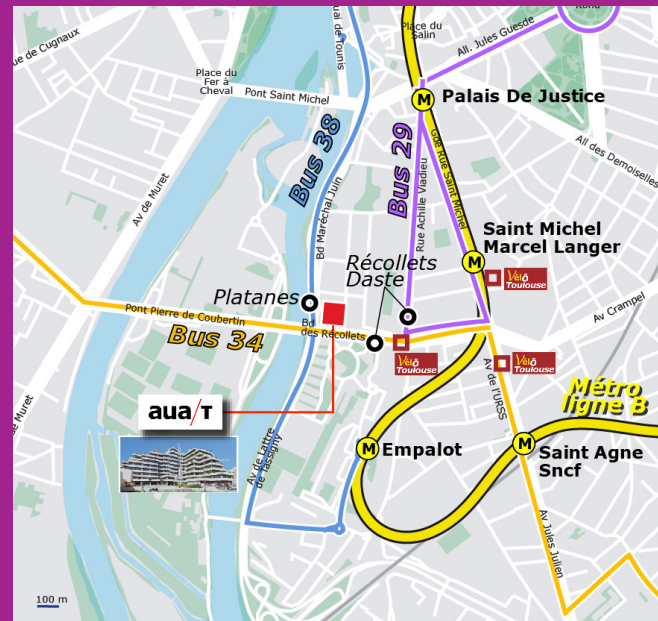 Rond
ue de Cugnaux
uai de Tounis
Place du
Salin
All. Jules Guesde
Place du
Fer à
Cheval
Pont Saint Michel
M
Palais De Justice
Bus 38
Bus 29
Gde Rue Saint Michel
All des Demoiselles
Av de Muret
Bd Maréchal Juin
Rue Achille Viadieu
Saint Michel
Marcel Langer
M
Récollets
Daste
Vélô
Toulouse
Platanes
Av Crampel
Pont Pierre de Coubertin
Bd
des Récollets
Bus 34
Vélô
Toulouse
Vélô
Toulouse
Av de l'URSS
Métro
ligne B
de Muret
aua/T
Av de Lattre
de Tassigny
M
Empalot
M
Saint Agne
Sncf
Av Jules Julien
100 m